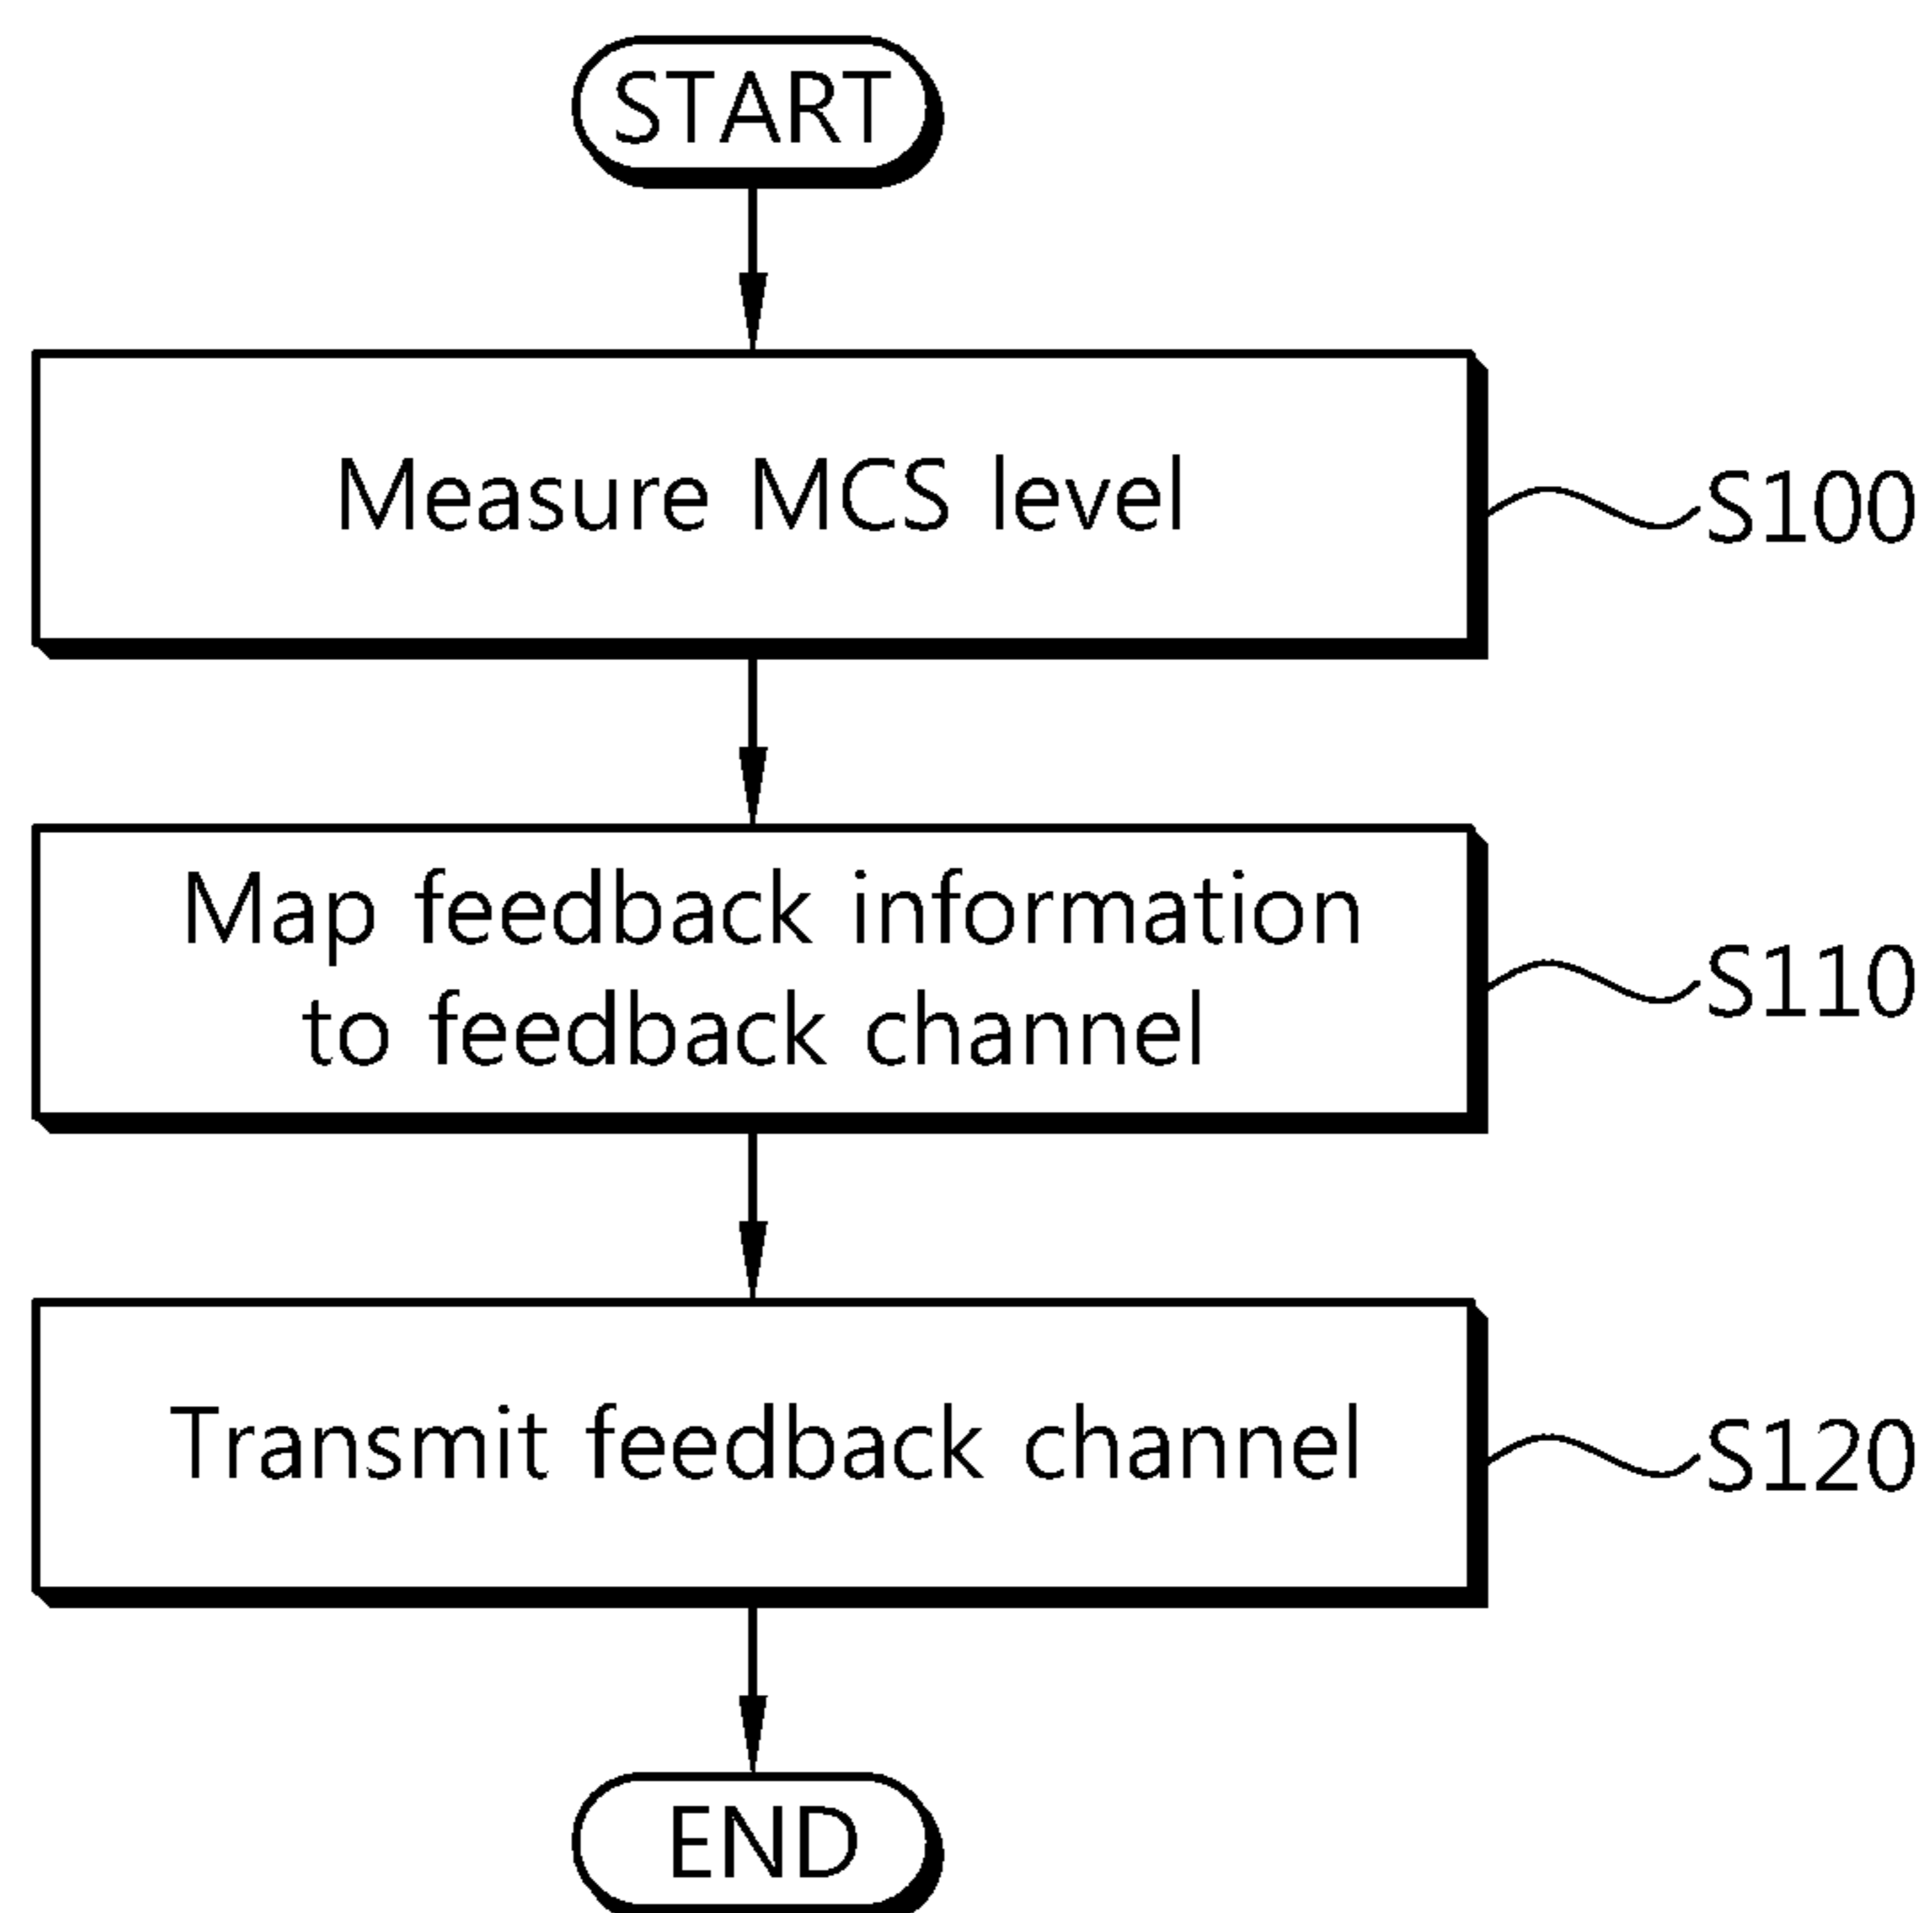 START
Measure MCS level
S100
Map feedback information
to feedback channel
S110
Transmit feedback channel
S120
END